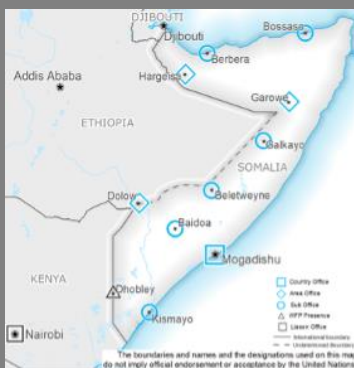 DJIBOUTI
Djibouti
Bossaso
Berbera
Addis Ababa
Hargeisa
Garowe
ETHIOPIA
Galkayo
SOMALIA
Dolow
Beletweyne
Baidoa
Mogadishu
KENYA
Dhobley
Country Office
Area Office
Sub Office
WFP Presence
Liaison Office
International boundary
Undetermined Boundary
Kismayo
Nairobi
The boundaries and names and the designations used on this map
do not imply official endorsement or acceptance by the United Nations.